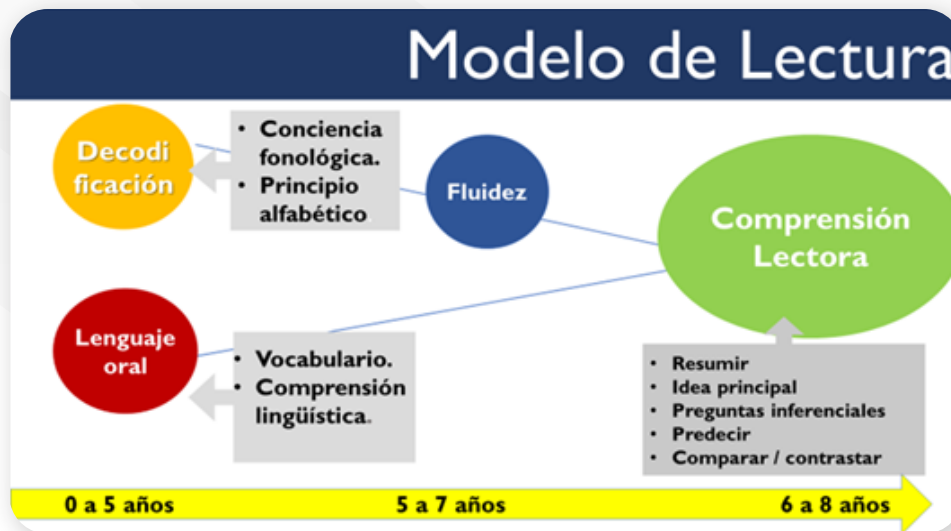 Modelo de Lectura
Decodi
ficación
• Conciencia
fonológica.
• Principio
alfabético
Fluidez
Comprensión
Lectora
Lenguaje
oral
• Vocabulario.
• Comprensión
lingüística.
• Resumir
• Idea principal
• Preguntas inferenciales
• Predecir
• Comparar / contrastar
0 a 5 años
5 a 7 años
6 a 8 años